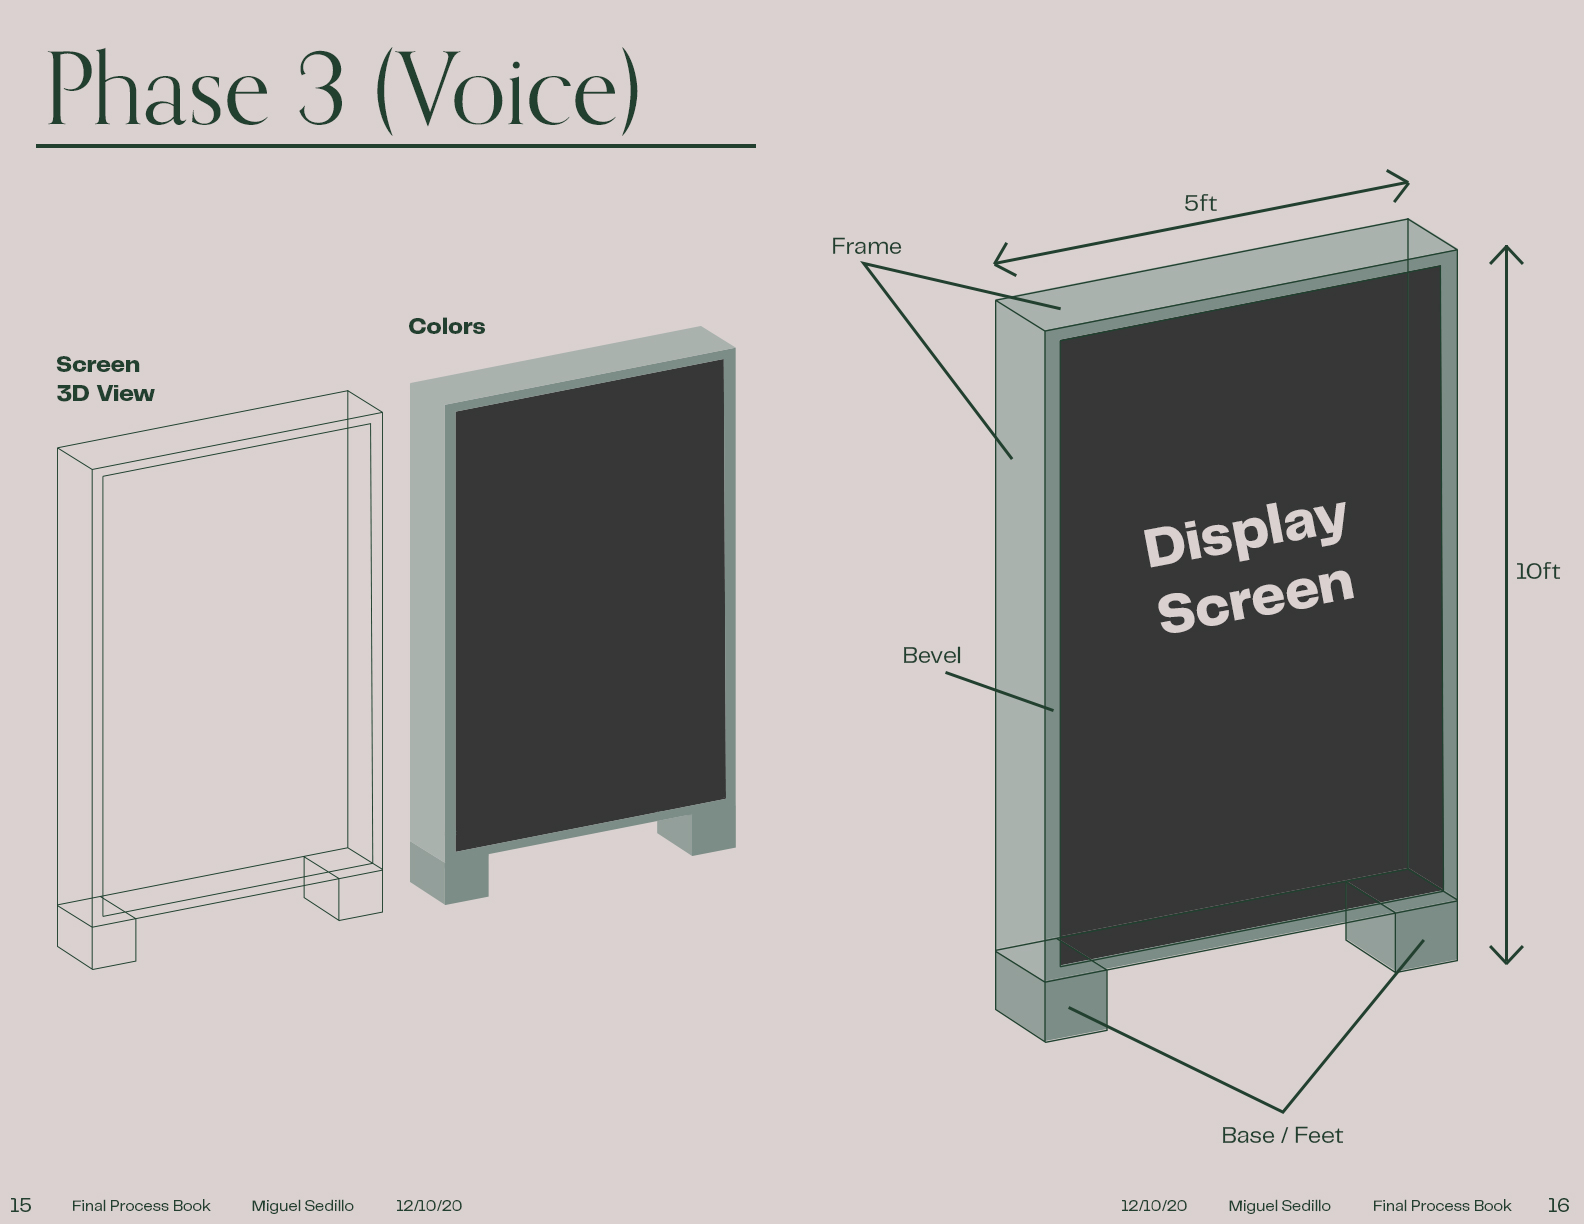 Phase 3 (Voice)
Screen
3D View
Colors
5ft
Frame
Display
Screen
10ft
Bevel
Base / Feet
15 Final Process Book Miguel Sedillo 12/10/20
12/10/20 Miguel Sedillo Final Process Book 16